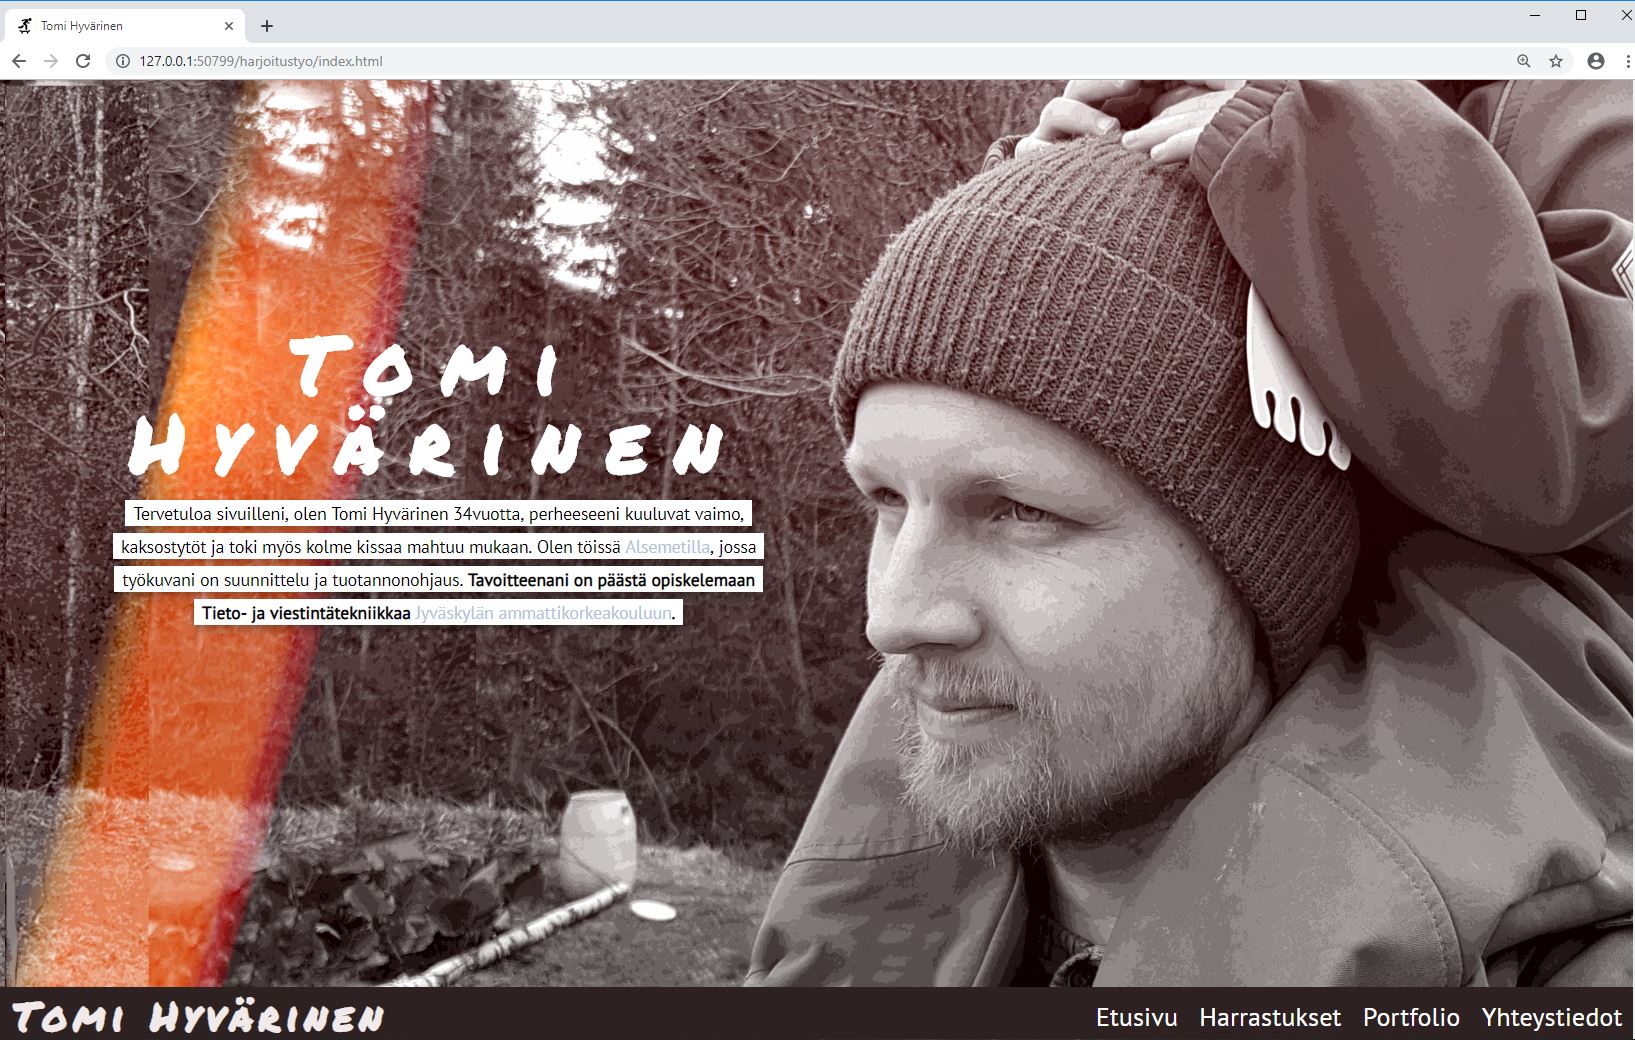 Tomi Hyvärinen
127.0.0.1:50799/harjoitustyo/index.html
Tomi
Hyvärinen
Tervetuloa sivuilleni, olen Tomi Hyvärinen 34vuotta, perheeseeni kuuluvat vaimo,
kaksostytöt ja toki myös kolme kissaa mahtuu mukaan. Olen töissä Alsemetilla, jossa
työkuvani on suunnittelu ja tuotannonohjaus. Tavoitteenani on päästä opiskelemaan
Tieto- ja viestintätekniikkaa Jyväskylän ammattikorkeakouluun.
Tomi Hyvärinen
Etusivu Harrastukset Portfolio Yhteystiedot